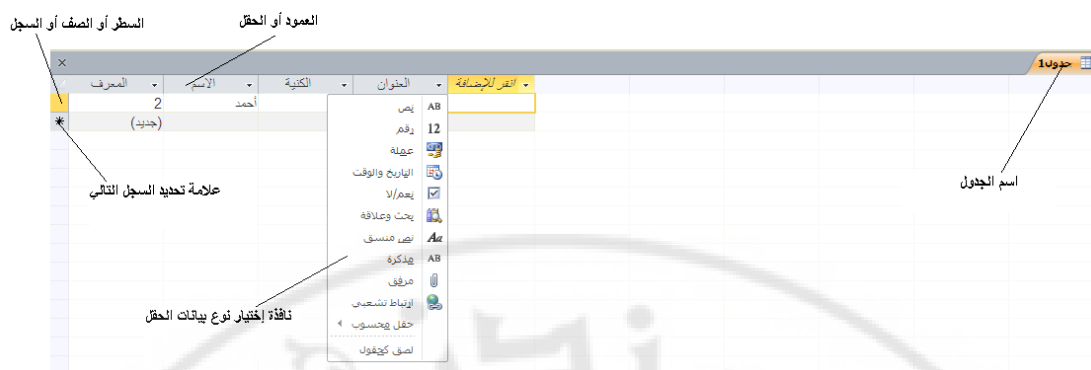 العمود أو الحقل
السطر أو الصف أو السجل
جدول1
المعرف الاسم الكنية العنوان انقر للإضافة
2 أحمد
(جديد)
نص
رقم
عملة
التاريخ والوقت
نعم/لا
بحث وعلاقة
نص منسق
مذكرة
مرفق
ارتباط تشعبي
حقل محسوب
لصق كحقول
علامة تحديد السجل التالي
اسم الجدول
نافذة إختيار نوع بيانات الحقل